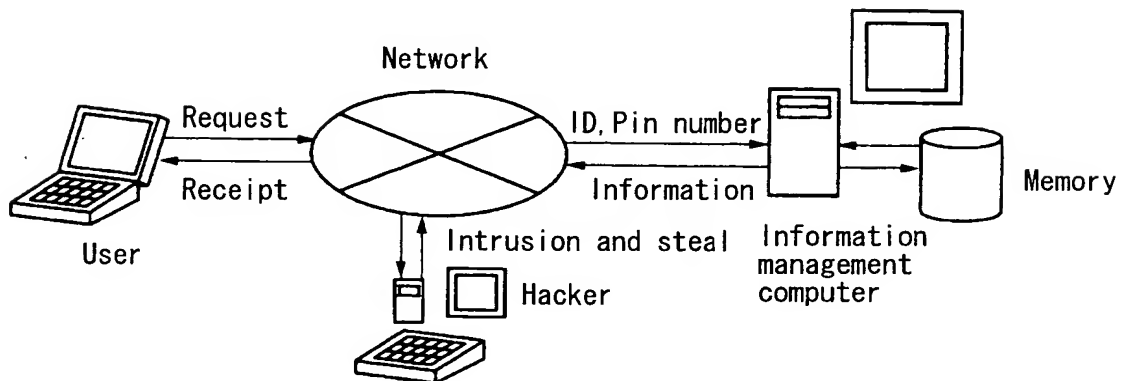 Network
Request
ID, Pin number
Receipt
Information
Memory
User
Intrusion and steal
Information
management
computer
Hacker